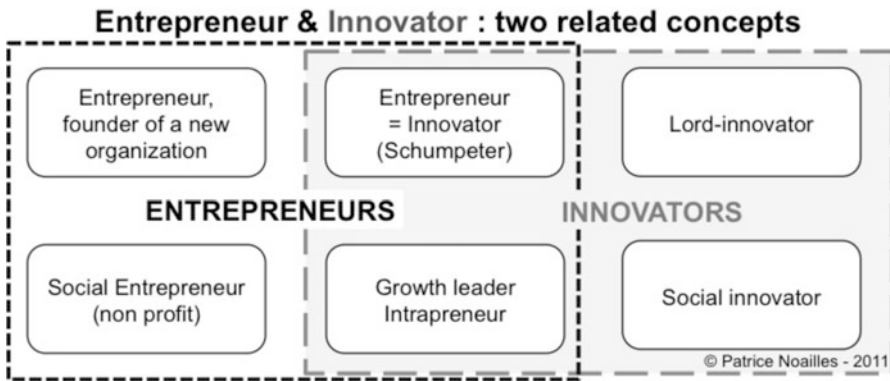 Entrepreneur & Innovator : two related concepts
Entrepreneur,
founder of a new
organization
Entrepreneur
= Innovator
(Schumpeter)
Lord-innovator
ENTREPRENEURS
INNOVATORS
Social Entrepreneur
(non profit)
Growth leader
Intrapreneur
Social innovator
© Patrice Noailles - 2011